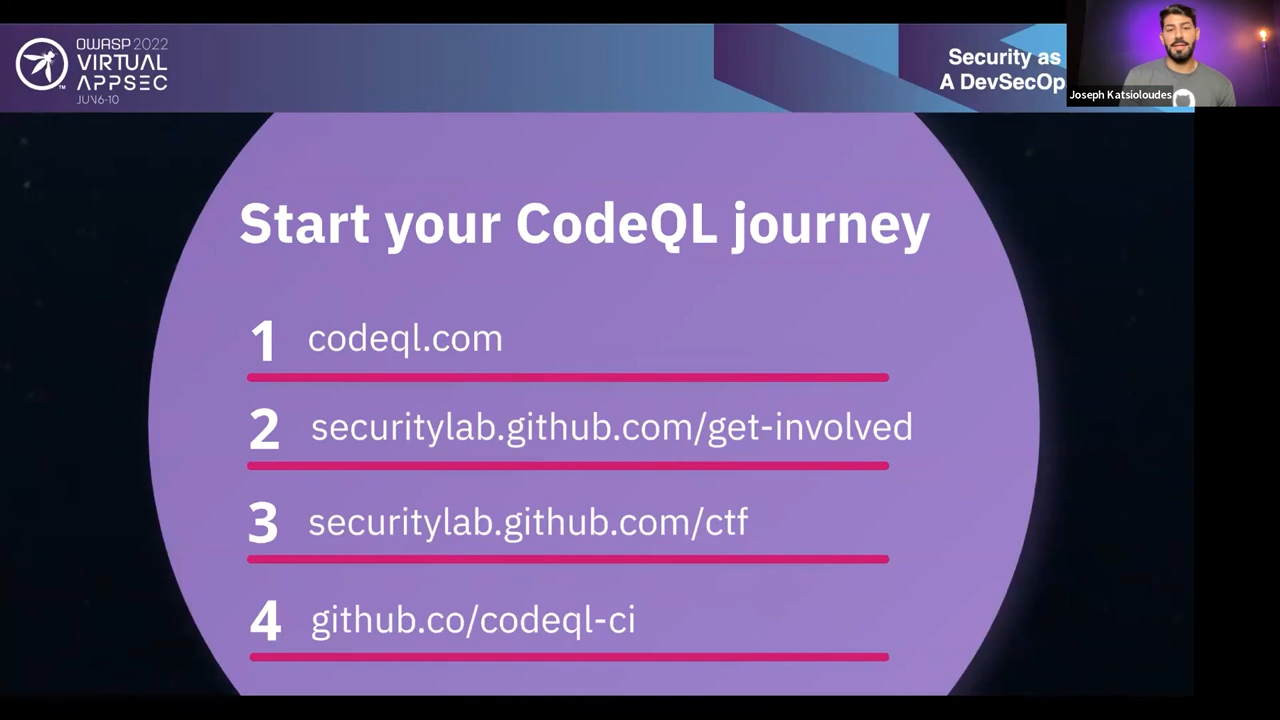 OWASP 2022
VIRTUAL
APPSEC
TM
JUN 6-10
Security as
A DevSecOp
Joseph Katsioloudes
Start your CodeQL journey
1 codeql.com
2 securitylab.github.com/get-involved
3 securitylab.github.com/ctf
4 github.co/codeql-ci